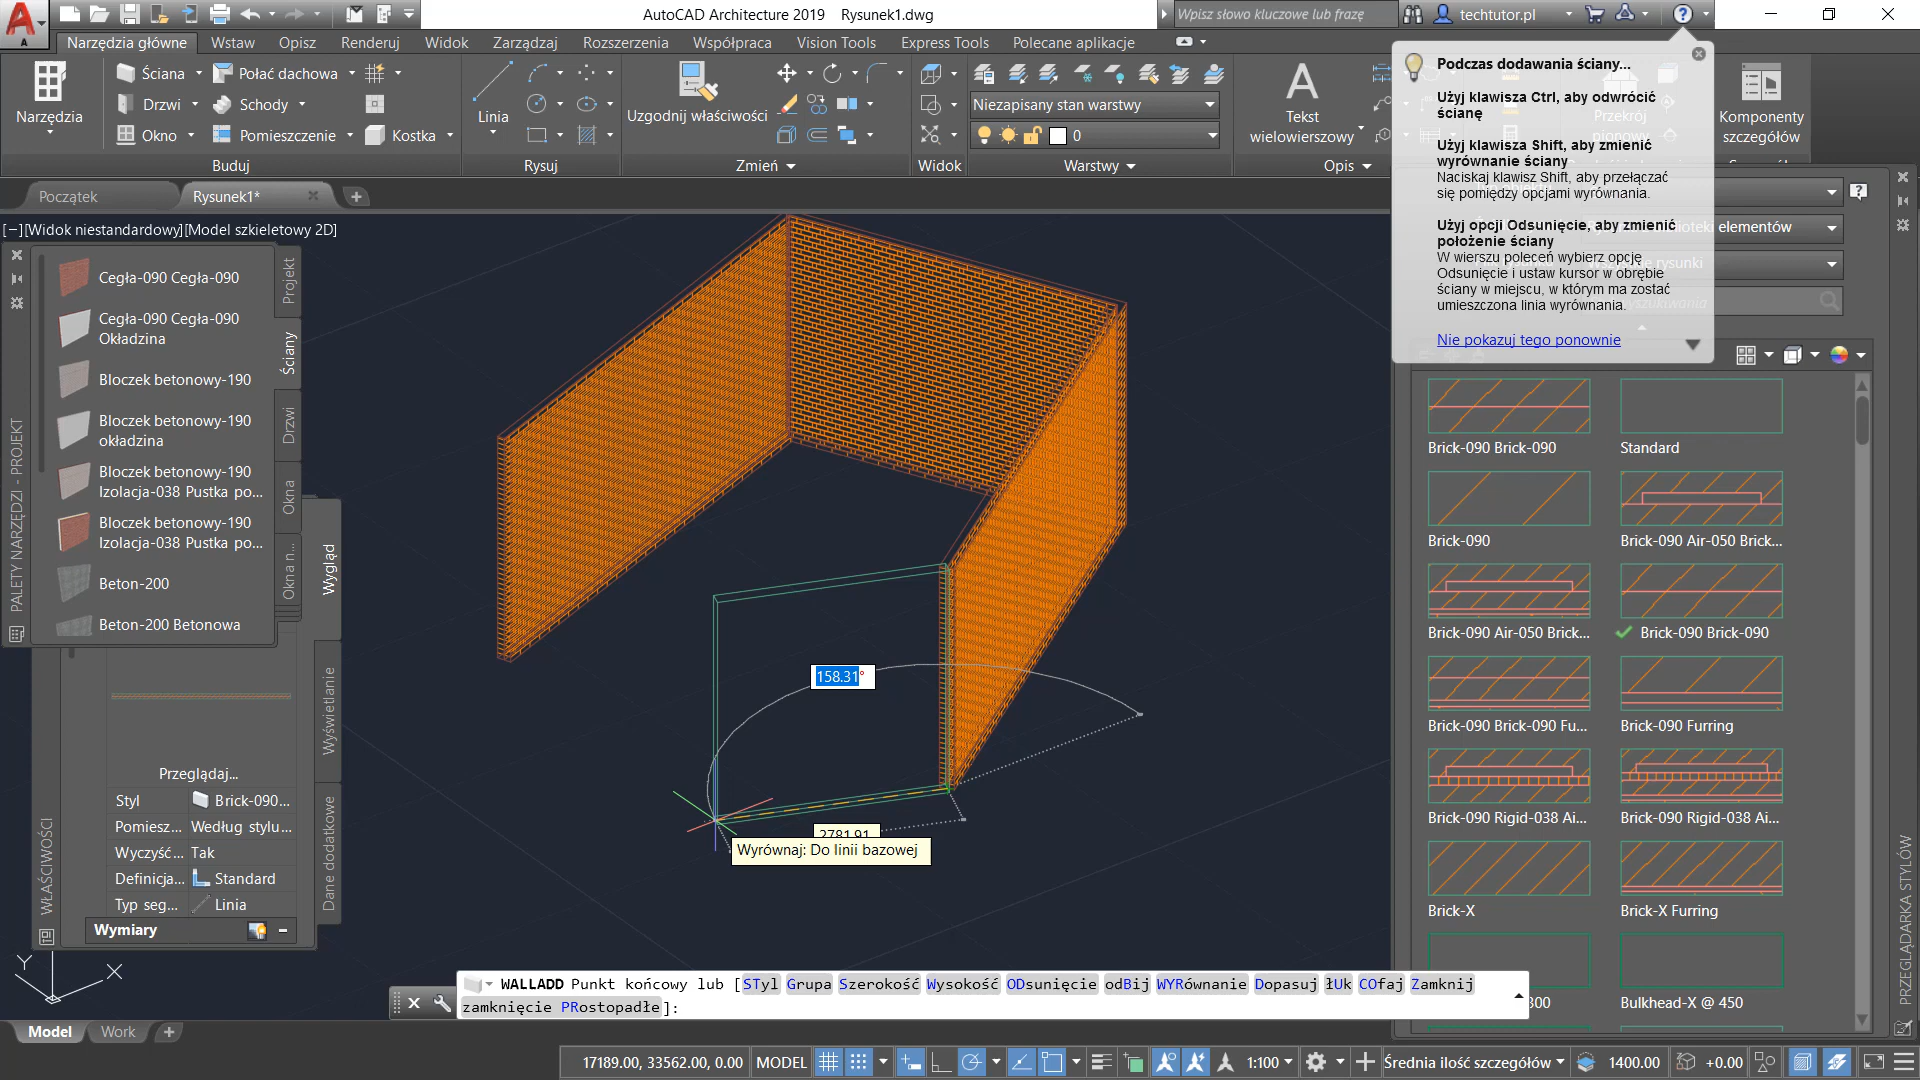 AutoCAD Architecture 2019 Rysunek1.dwg
Wpisz słowo kluczowe lub frazę
techtutor.pl
Narzędzia główne
Wstaw
Opisz
Renderuj
Widok
Zarządzaj
Rozszerzenia
Współpraca
Vision Tools
Express Tools
Polecane aplikacje
Narzędzia
Ściana
Drzwi
Okno
Połać dachowa
Schody
Pomieszczenie
Kostka
Buduj
Linia
Rysuj
Uzgodnij właściwości
Zmień
Widok
Niezapisany stan warstwy
0
Warstwy
Tekst
wielowierszowy
Opis
Komponenty
szczegółów
Podczas dodawania ściany...
Użyj klawisza Ctrl, aby odwrócić
ścianę
Użyj klawisza Shift, aby zmienić
wyrównanie ściany
Naciskaj klawisz Shift, aby przełączać
się pomiędzy opcjami wyrównania.
Użyj opcji Odsunięcie, aby zmienić
położenie ściany
W wierszu poleceń wybierz opcję
Odsunięcie i ustaw kursor w obrębie
ściany w miejscu, w którym ma zostać
umieszczona linia wyrównania.
Nie pokazuj tego ponownie
elementów
Początek
Rysunek1*
[−][Widok niestandardowy][Model szkieletowy 2D]
Cegła-090 Cegła-090
Cegła-090 Cegła-090
Okładzina
Bloczek betonowy-190
Bloczek betonowy-190
okładzina
Bloczek betonowy-190
Izolacja-038 Pustka po...
Bloczek betonowy-190
Izolacja-038 Pustka po...
Beton-200
Beton-200 Betonowa
Projekt
Ściany
Drzwi
Okna
Okna n...
PALETY NARZĘDZI - PROJEKT
Wygląd
Wyświetlanie
Dane dodatkowe
Przeglądaj...
Styl Brick-090...
Pomiesz... Według stylu...
Wyczyść... Tak
Definicja... Standard
Typ seg... Linia
Wymiary
WŁAŚCIWOŚCI
158.31°
2781.91
Wyrównaj: Do linii bazowej
Y
X
Brick-090 Brick-090
Standard
Brick-090
Brick-090 Air-050 Brick...
Brick-090 Air-050 Brick...
Brick-090 Brick-090
Brick-090 Brick-090 Fu...
Brick-090 Furring
Brick-090 Rigid-038 Ai...
Brick-090 Rigid-038 Ai...
Brick-X
Brick-X Furring
Bulkhead-X @ 450
PRZEGLĄDARKA STYLÓW
WALLADD Punkt końcowy lub [STyl Grupa Szerokość Wysokość ODsunięcie odBij WYRównanie Dopasuj łUk COfaj Zamknij
zamknięcie PRostopadłe]:
Model
Work
17189.00, 33562.00, 0.00
MODEL
1:100
Średnia ilość szczegółów
1400.00
+0.00